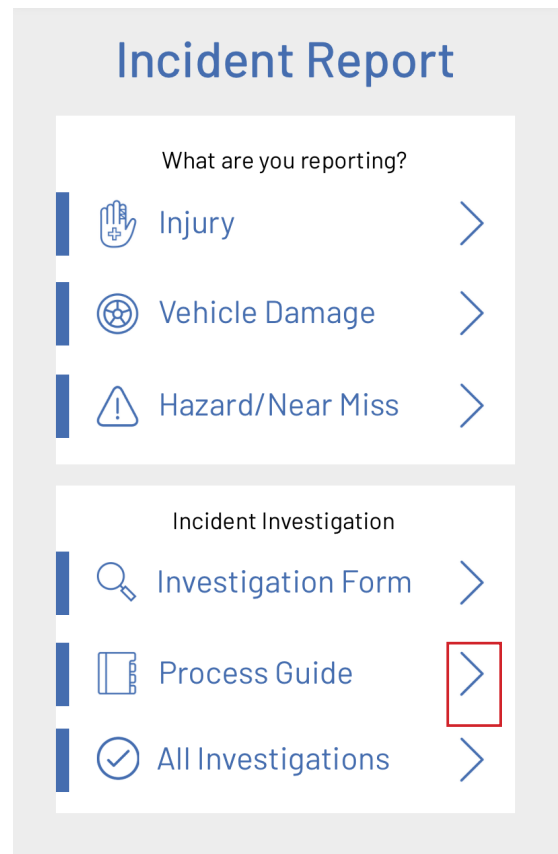 Incident Report
What are you reporting?
Injury
Vehicle Damage
Hazard/Near Miss
Incident Investigation
Investigation Form
Process Guide
All Investigations